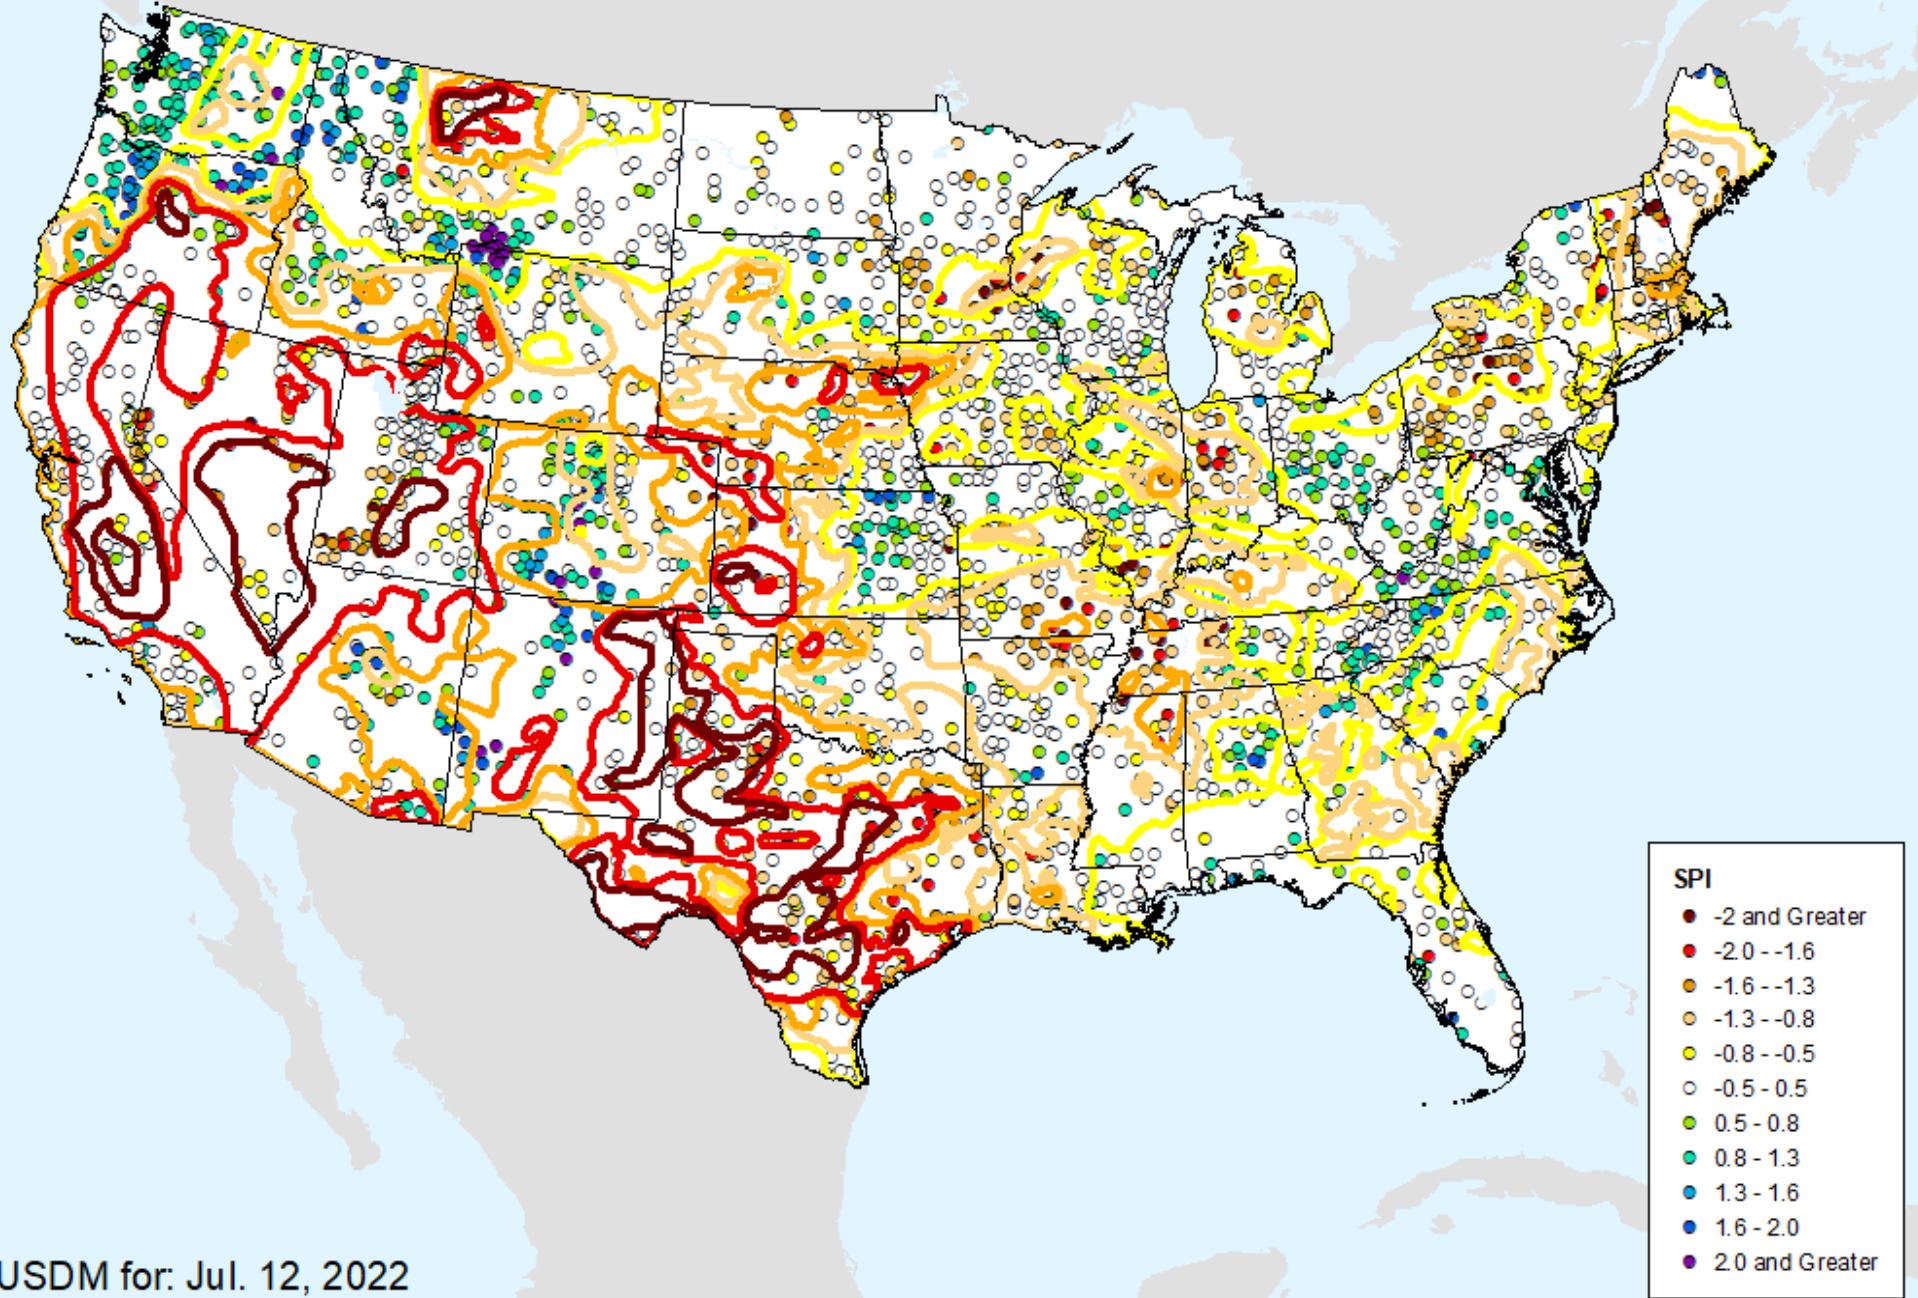 SPI
-2 and Greater
-2.0 - -1.6
-1.6 - -1.3
-1.3 - -0.8
-0.8 - -0.5
-0.5 - 0.5
0.5 - 0.8
0.8 - 1.3
1.3 - 1.6
1.6 - 2.0
2.0 and Greater
USDM for: Jul. 12, 2022